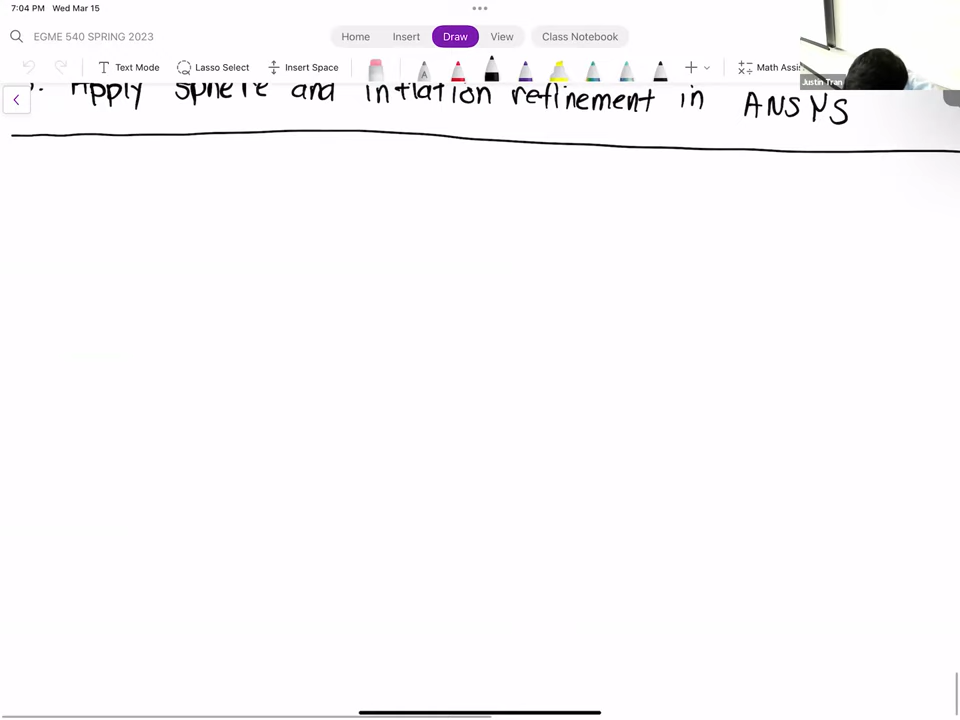 7:04 PM Wed Mar 15
EGME 540 SPRING 2023
Home Insert Draw View Class Notebook
Text Mode Lasso Select Insert Space A Math Assis
Justin Tran
Apply sphere and inflation refinement in ANSYS